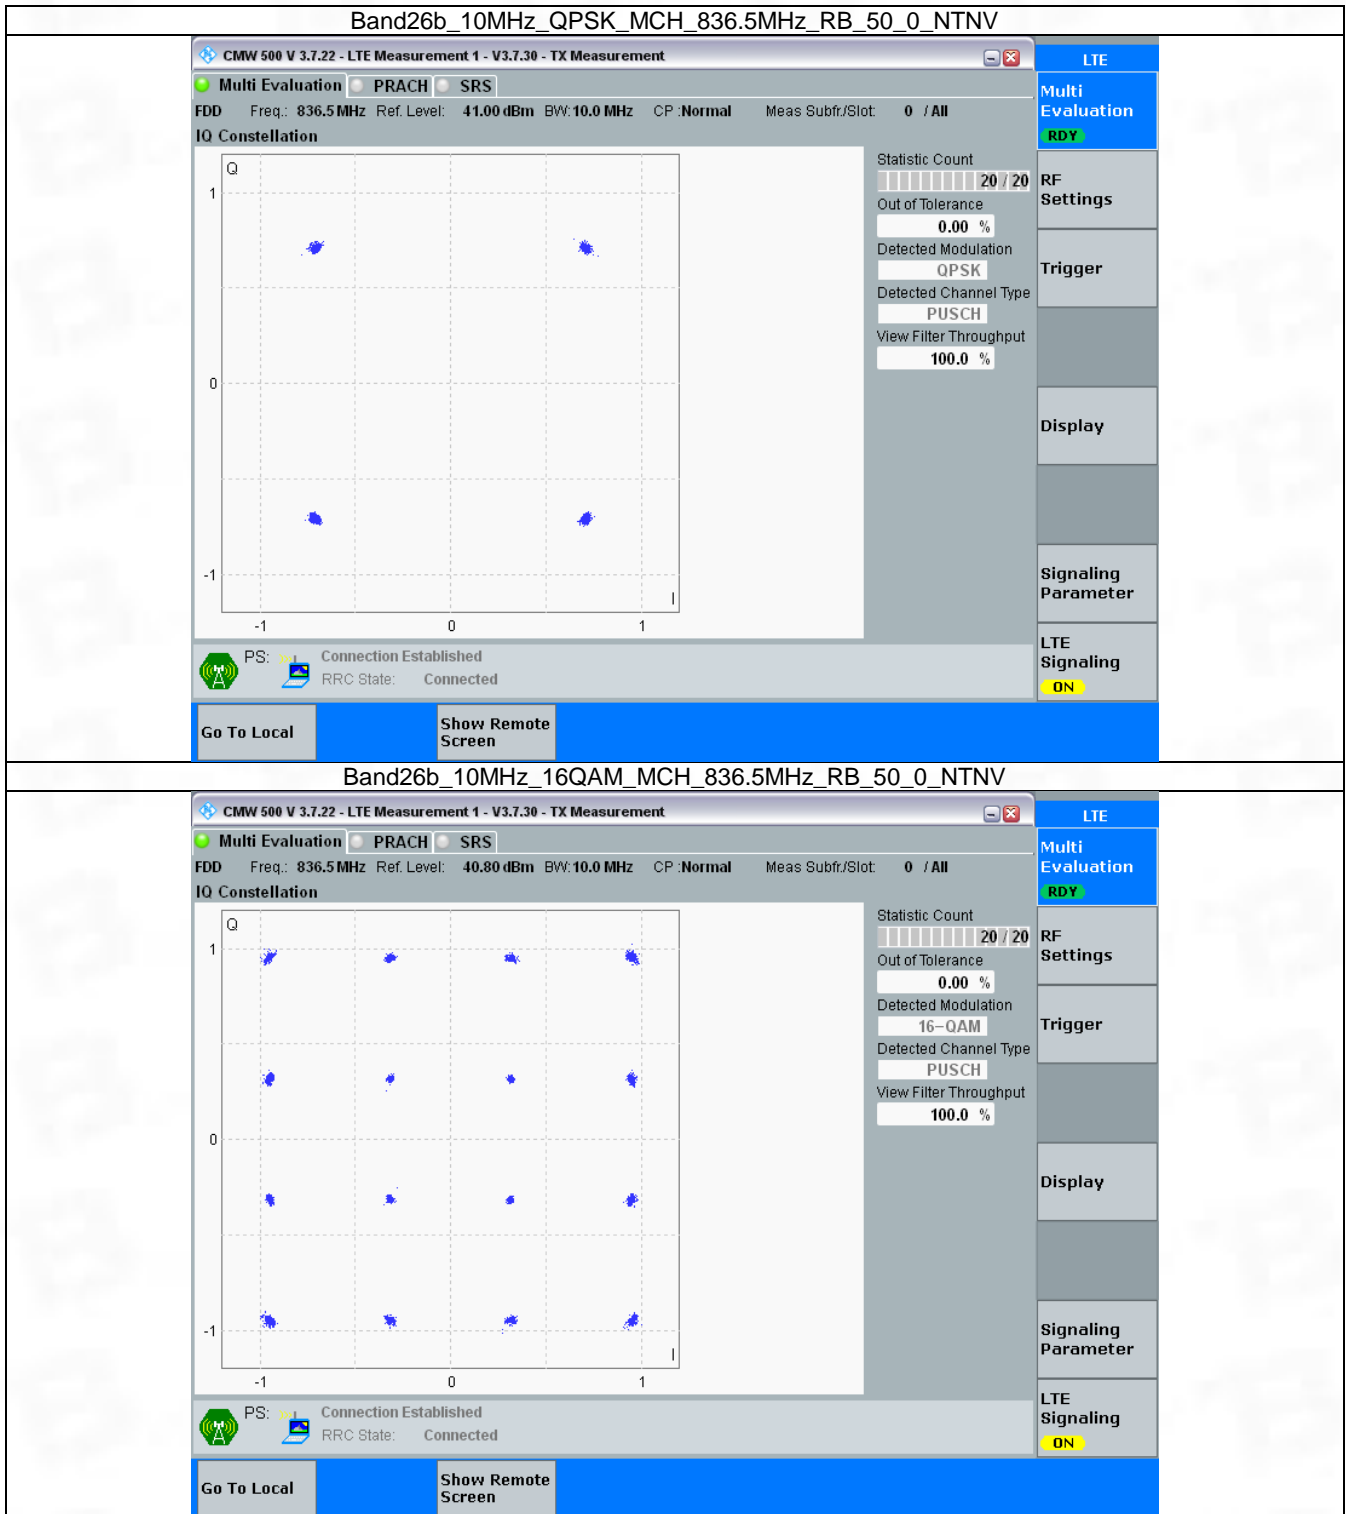 Band26b_10MHz_QPSK_MCH_836.5MHz_RB_50_0_NTNV
CMW 500 V 3.7.22 - LTE Measurement 1 - V3.7.30 - TX Measurement
LTE
Multi Evaluation PRACH SRS
Multi
Evaluation
RDY
FDD Freq.: 836.5 MHz Ref. Level: 41.00 dBm BW: 10.0 MHz CP :Normal Meas Subfr./Slot: 0 / All
IQ Constellation
Q
1
0
-1
I
-1 0 1
Statistic Count
20 / 20
Out of Tolerance
0.00 %
Detected Modulation
QPSK
Detected Channel Type
PUSCH
View Filter Throughput
100.0 %
RF
Settings
Trigger
Display
Signaling
Parameter
LTE
Signaling
ON
PS: Connection Established
RRC State: Connected
Go To Local
Show Remote
Screen
Band26b_10MHz_16QAM_MCH_836.5MHz_RB_50_0_NTNV
CMW 500 V 3.7.22 - LTE Measurement 1 - V3.7.30 - TX Measurement
LTE
Multi Evaluation PRACH SRS
Multi
Evaluation
RDY
FDD Freq.: 836.5 MHz Ref. Level: 40.80 dBm BW: 10.0 MHz CP :Normal Meas Subfr./Slot: 0 / All
IQ Constellation
Q
1
0
-1
I
-1 0 1
Statistic Count
20 / 20
Out of Tolerance
0.00 %
Detected Modulation
16-QAM
Detected Channel Type
PUSCH
View Filter Throughput
100.0 %
RF
Settings
Trigger
Display
Signaling
Parameter
LTE
Signaling
ON
PS: Connection Established
RRC State: Connected
Go To Local
Show Remote
Screen